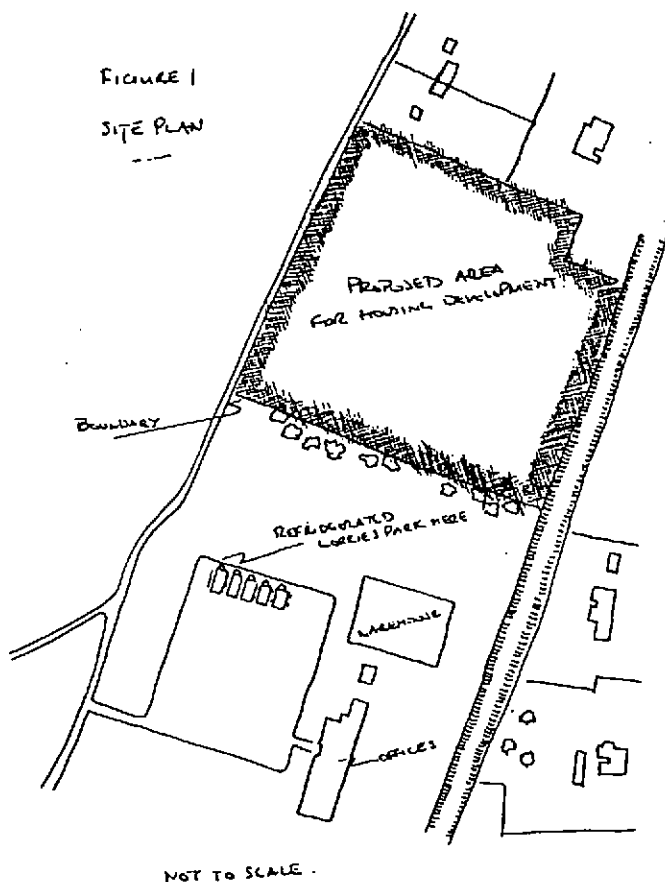 FIGURE 1
SITE PLAN
PROPOSED AREA
FOR HOUSING DEVELOPMENT
BOUNDARY
REFRIGERATED
LORRIES PARK HERE
WAREHOUSE
OFFICES
NOT TO SCALE.